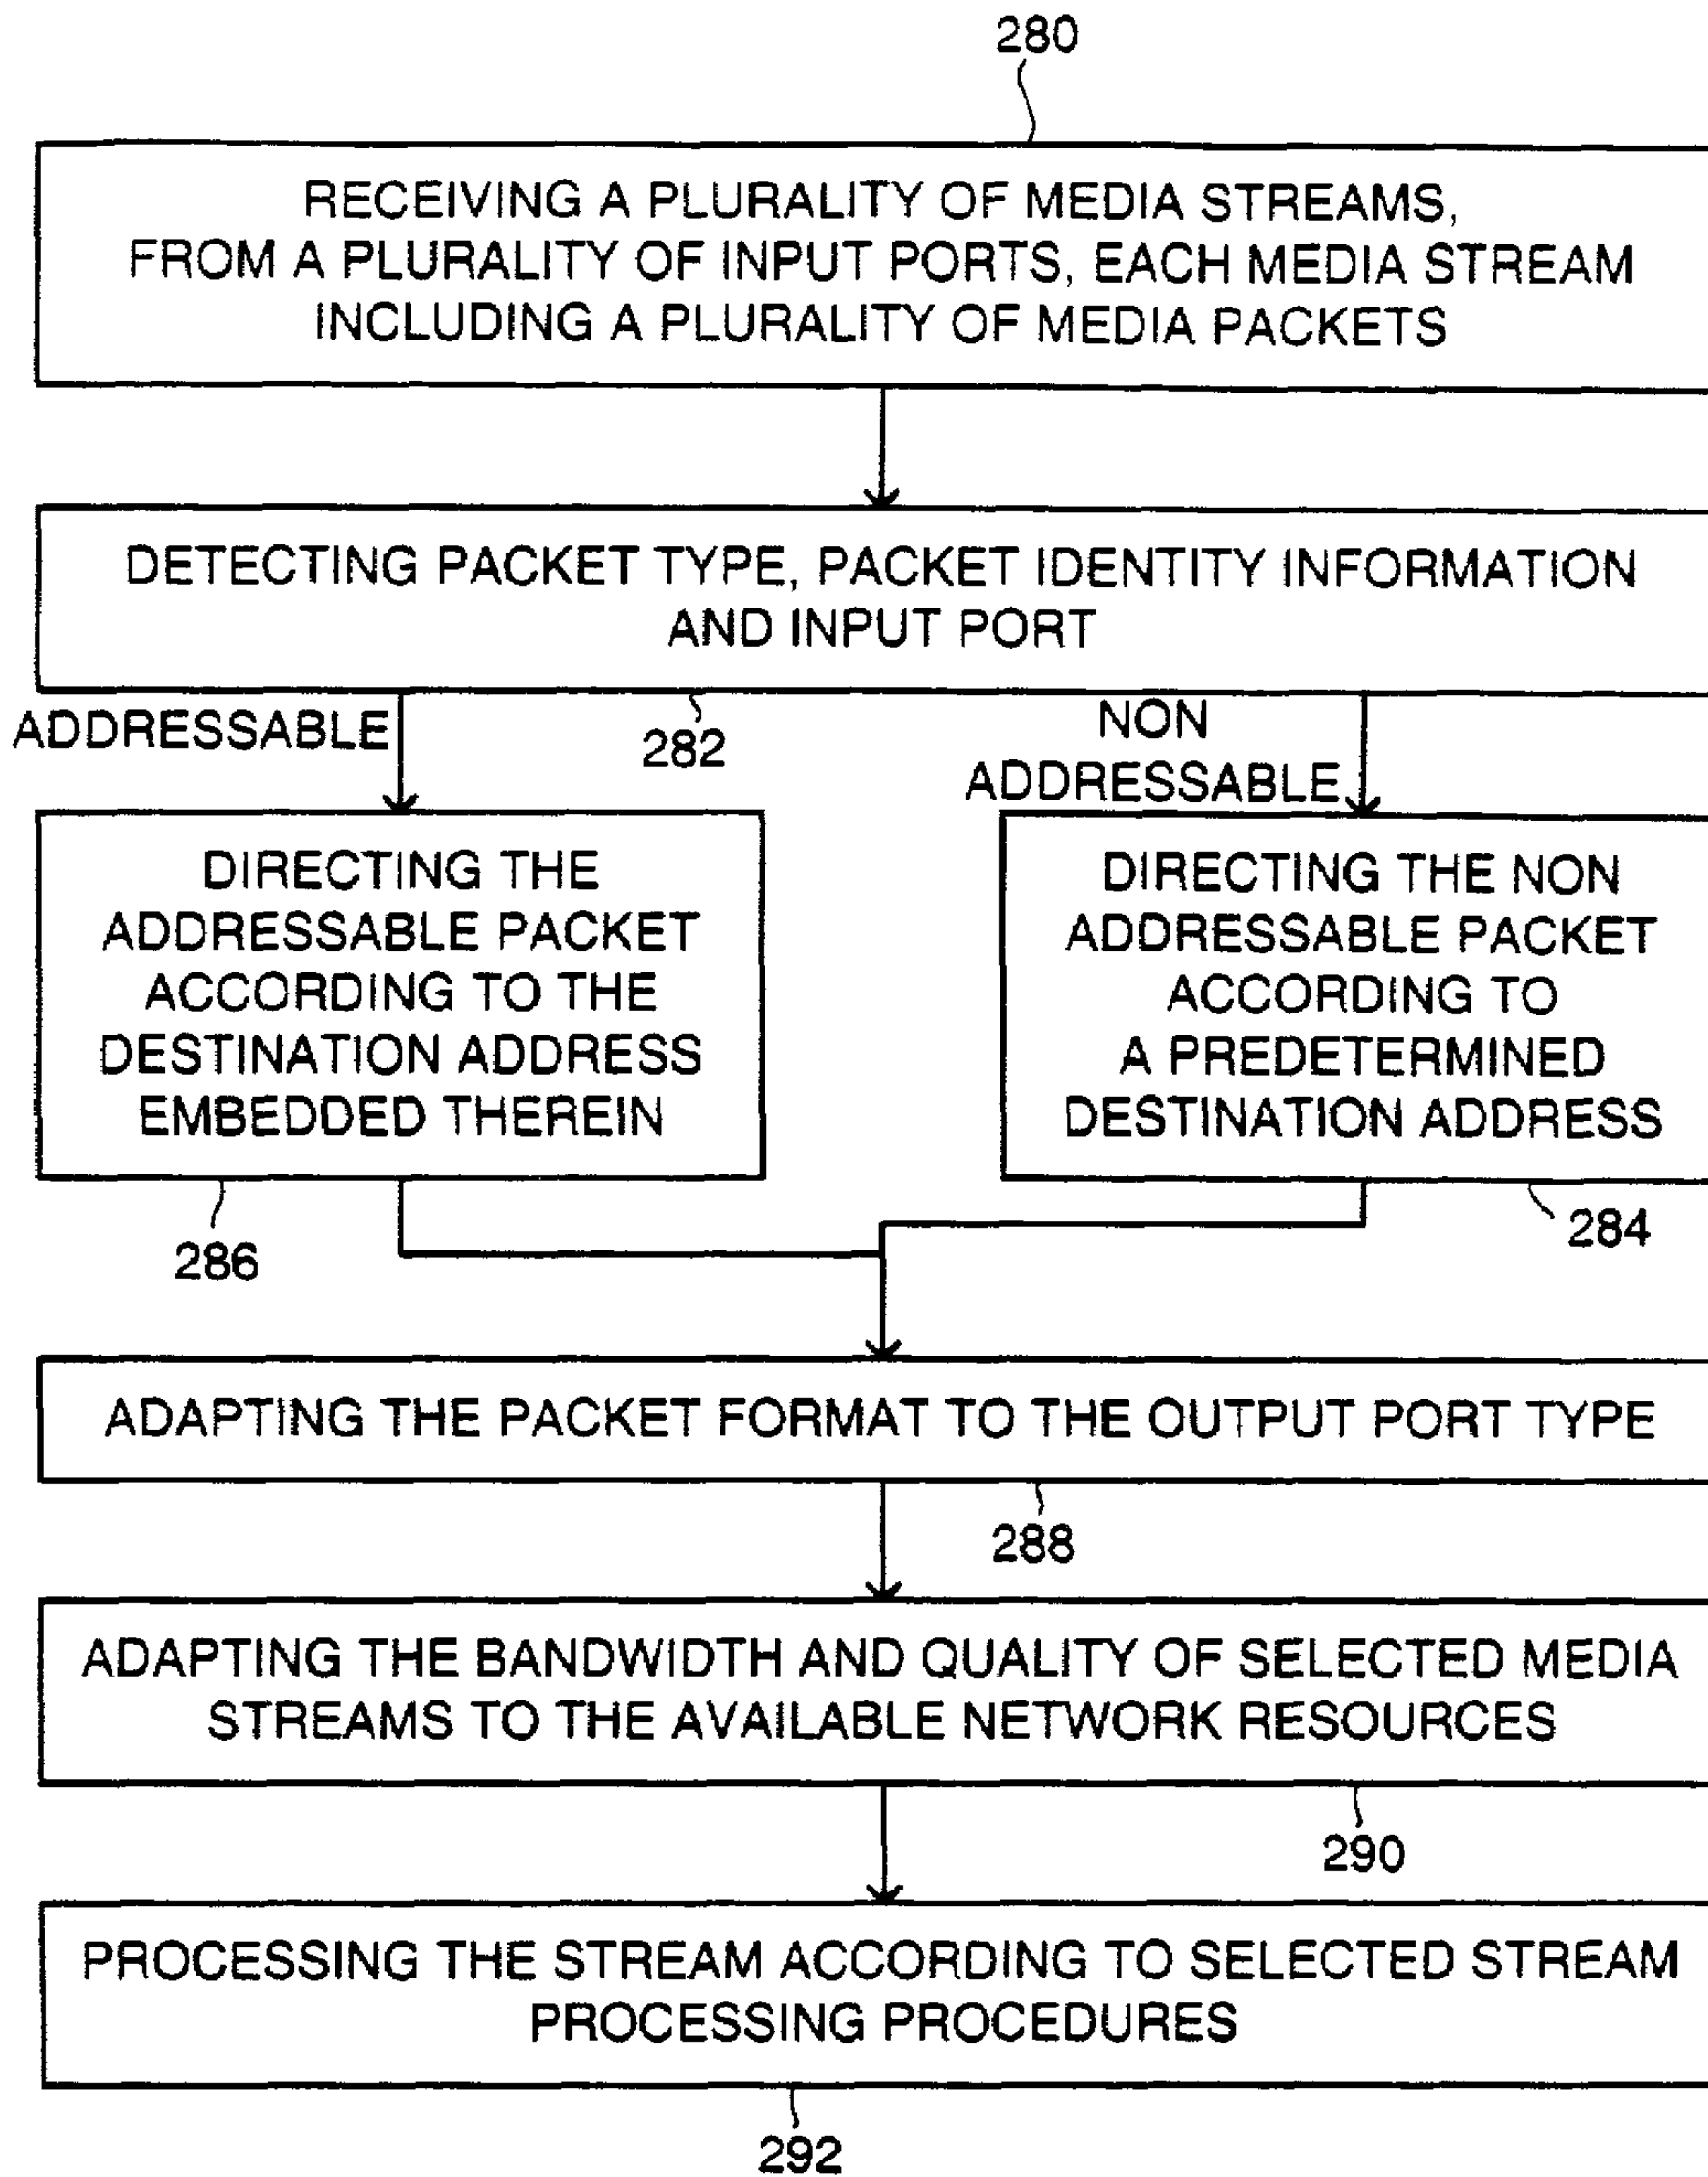 280
RECEIVING A PLURALITY OF MEDIA STREAMS,
FROM A PLURALITY OF INPUT PORTS, EACH MEDIA STREAM
INCLUDING A PLURALITY OF MEDIA PACKETS
DETECTING PACKET TYPE, PACKET IDENTITY INFORMATION
AND INPUT PORT
ADDRESSABLE
282
NON
ADDRESSABLE
DIRECTING THE
ADDRESSABLE PACKET
ACCORDING TO THE
DESTINATION ADDRESS
EMBEDDED THEREIN
286
DIRECTING THE NON
ADDRESSABLE PACKET
ACCORDING TO
A PREDETERMINED
DESTINATION ADDRESS
284
ADAPTING THE PACKET FORMAT TO THE OUTPUT PORT TYPE
288
ADAPTING THE BANDWIDTH AND QUALITY OF SELECTED MEDIA
STREAMS TO THE AVAILABLE NETWORK RESOURCES
290
PROCESSING THE STREAM ACCORDING TO SELECTED STREAM
PROCESSING PROCEDURES
292